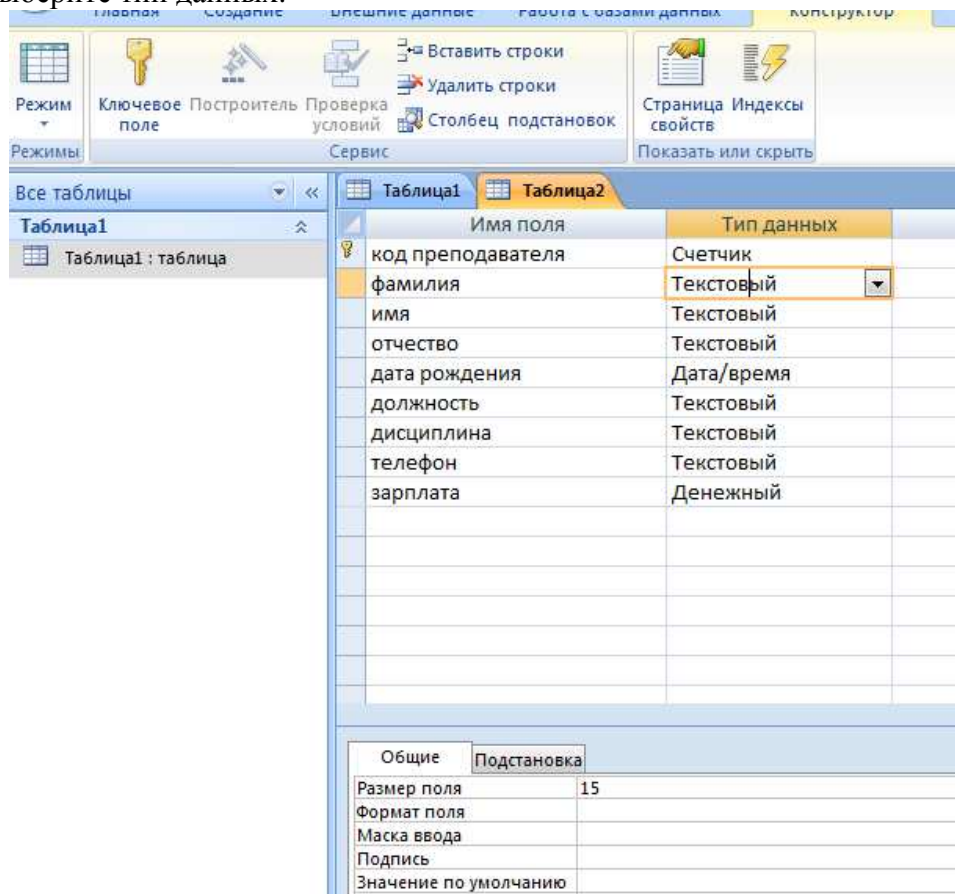 выберите тип данных.
Главная Создание Внешние данные Работа с базами данных Конструктор
Режим
Ключевое поле
Построитель
Проверка условий
Вставить строки
Удалить строки
Столбец подстановок
Страница свойств
Индексы
Режимы Сервис Показать или скрыть
Все таблицы
Таблица1
Таблица1 : таблица
Таблица1 Таблица2
Имя поля Тип данных
код преподавателя Счетчик
фамилия Текстовый
имя Текстовый
отчество Текстовый
дата рождения Дата/время
должность Текстовый
дисциплина Текстовый
телефон Текстовый
зарплата Денежный
Общие Подстановка
Размер поля 15
Формат поля
Маска ввода
Подпись
Значение по умолчанию